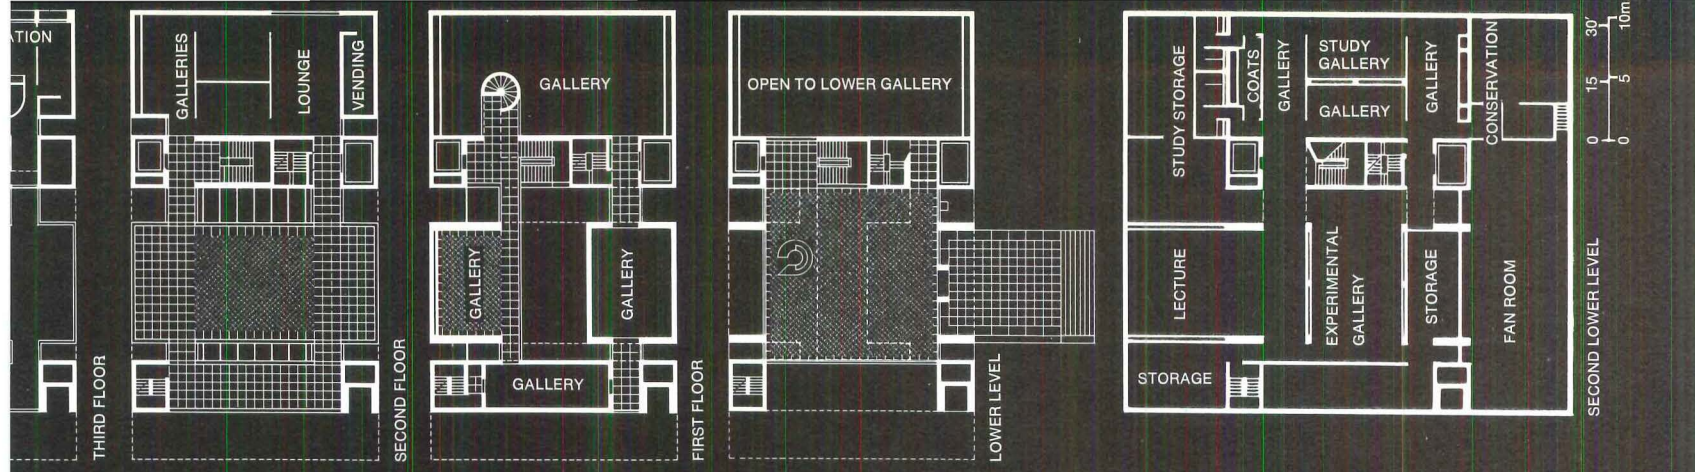 ATION
THIRD FLOOR
GALLERIES
LOUNGE
VENDING
SECOND FLOOR
GALLERY
GALLERY
GALLERY
GALLERY
FIRST FLOOR
OPEN TO LOWER GALLERY
LOWER LEVEL
STUDY STORAGE
COATS
GALLERY
STUDY
GALLERY
GALLERY
GALLERY
CONSERVATION
LECTURE
EXPERIMENTAL
GALLERY
STORAGE
FAN ROOM
STORAGE
SECOND LOWER LEVEL
0 15 30'
0 5 10m